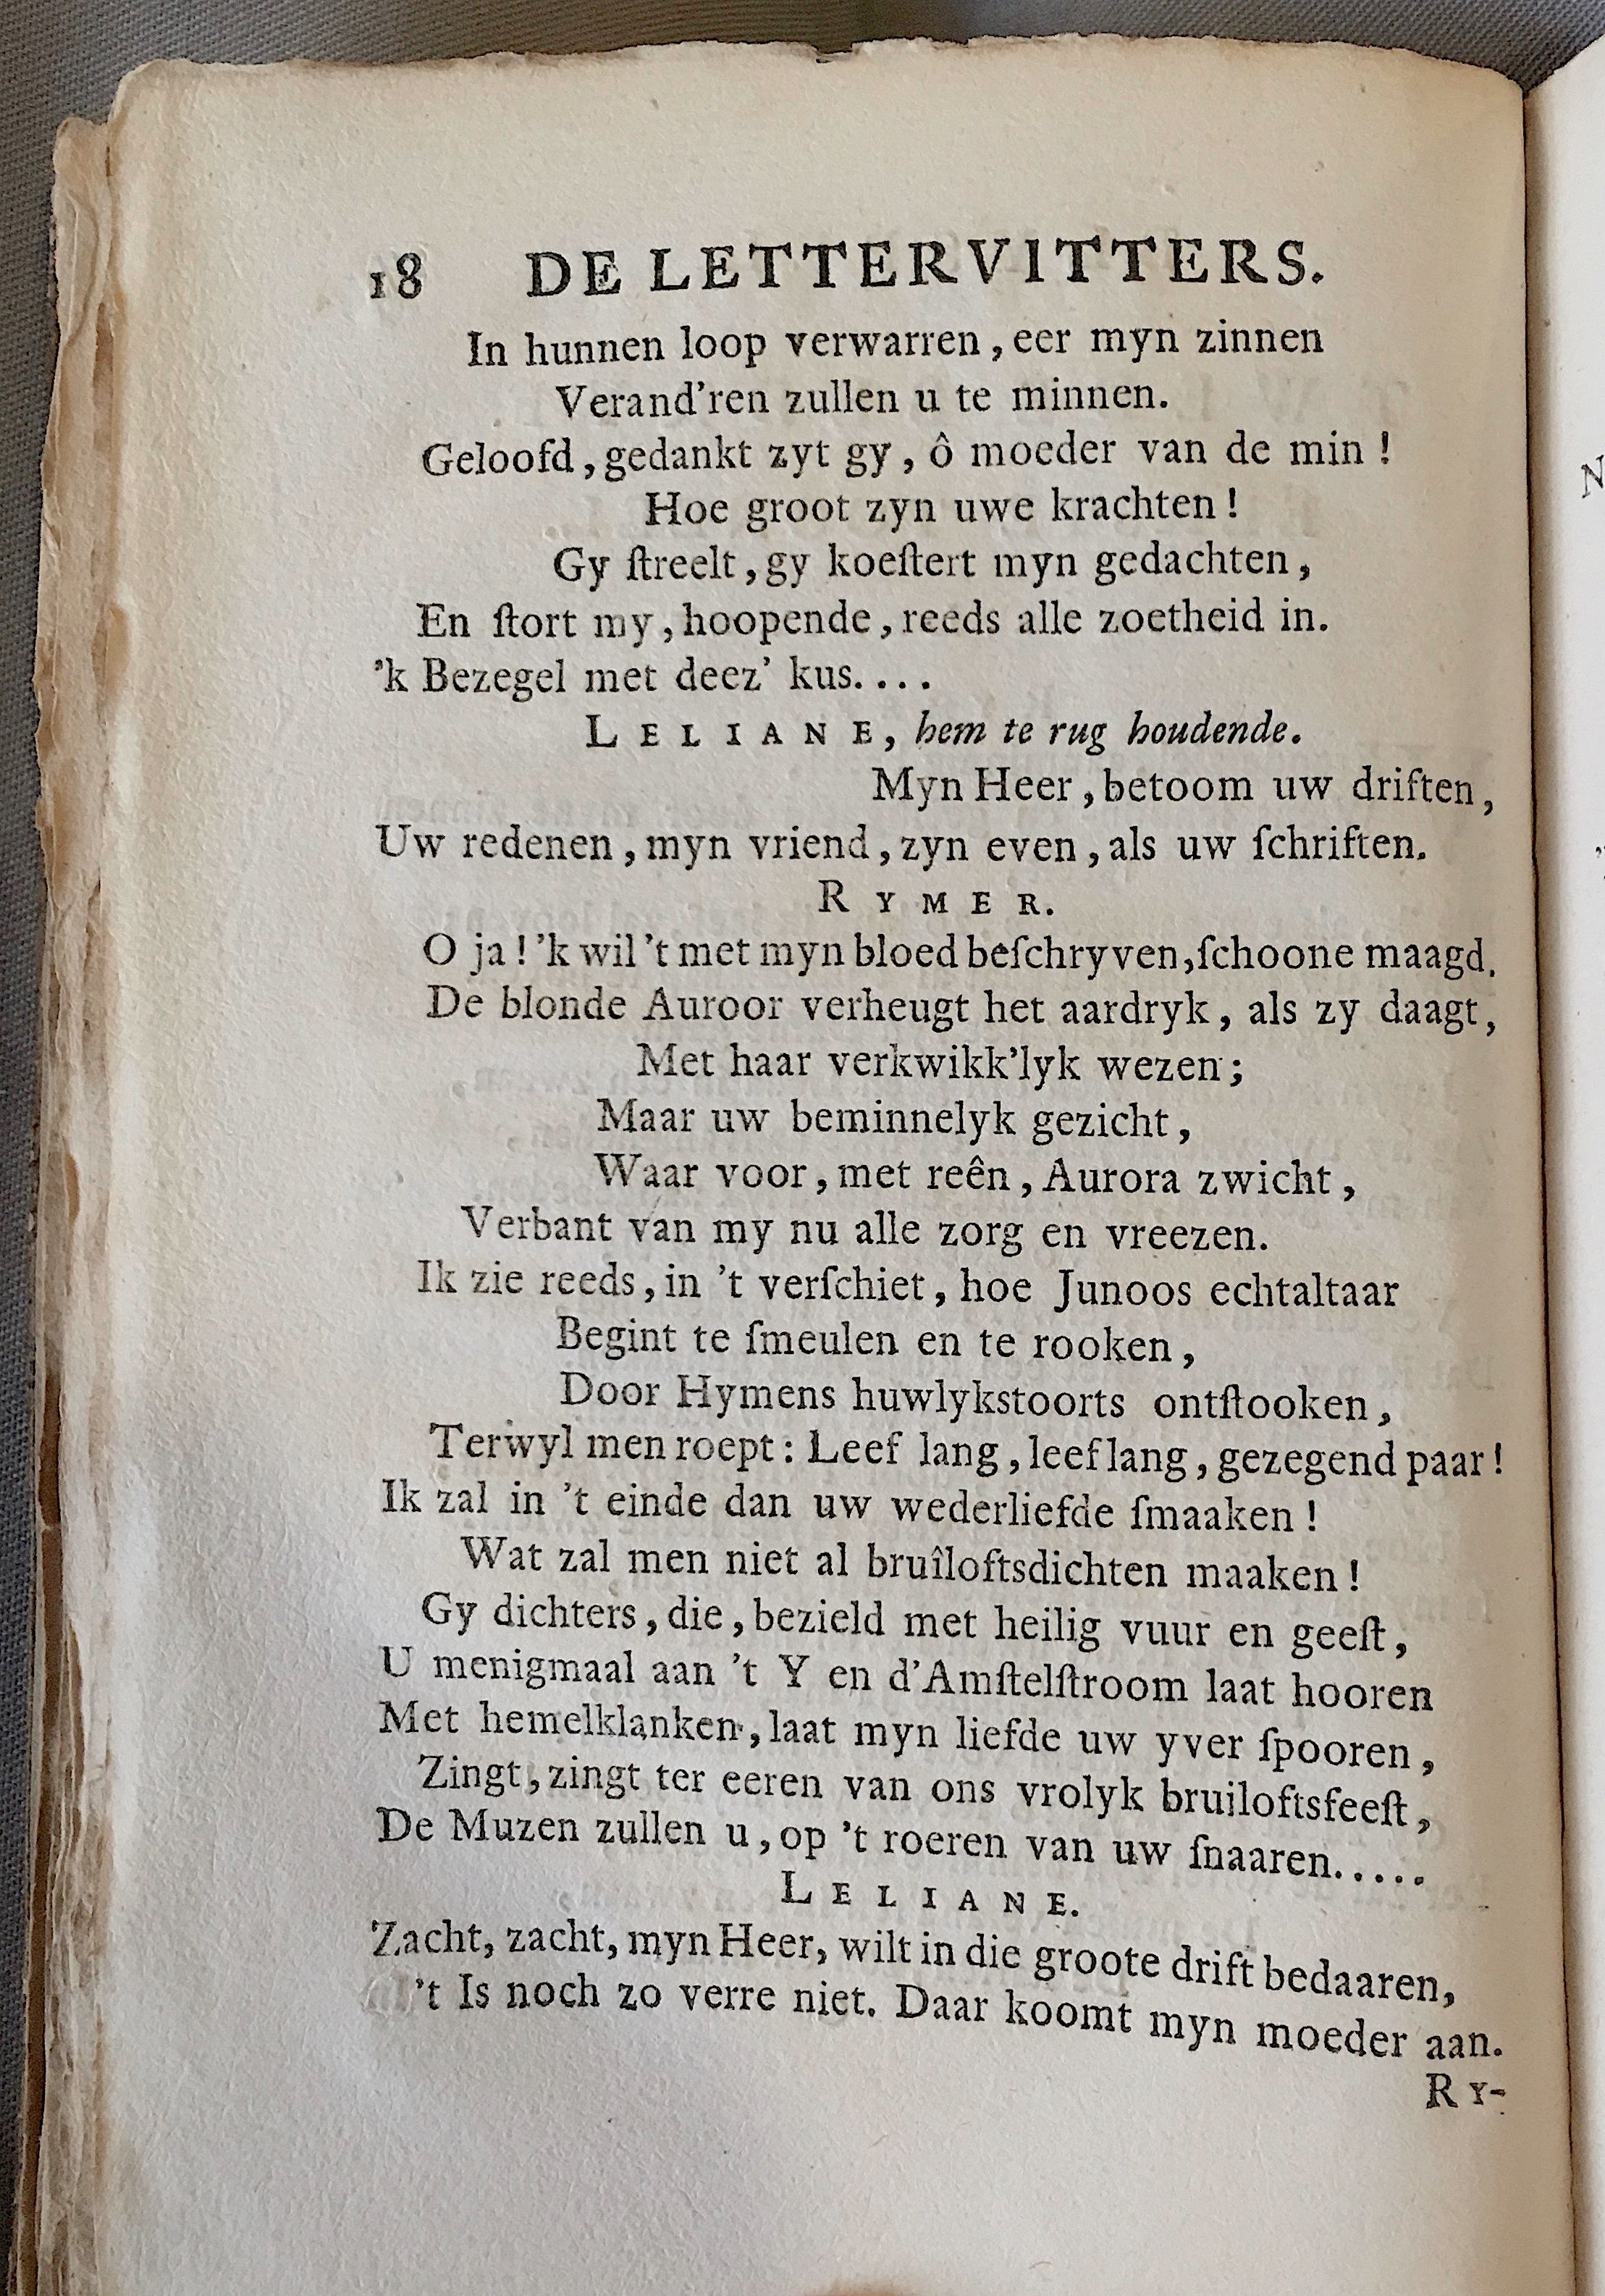 18 DE LETTERVITTERS.
In hunnen loop verwarren, eer myn zinnen
Verand'ren zullen u te minnen.
Geloofd, gedankt zyt gy, ô moeder van de min!
Hoe groot zyn uwe krachten!
Gy ſtreelt, gy koeſtert myn gedachten,
En ſtort my, hoopende, reeds alle zoetheid in.
'k Bezegel met deez' kus....
LELIANE, hem te rug houdende.
Myn Heer, betoom uw driften,
Uw redenen, myn vriend, zyn even, als uw ſchriften.
RYMER.
O ja! 'k wil 't met myn bloed beſchryven, ſchoone maagd.
De blonde Auroor verheugt het aardryk, als zy daagt,
Met haar verkwikk'lyk wezen;
Maar uw beminnelyk gezicht,
Waar voor, met reên, Aurora zwicht,
Verbant van my nu alle zorg en vreezen.
Ik zie reeds, in 't verſchiet, hoe Junoos echtaltaar
Begint te ſmeulen en te rooken,
Door Hymens huwlykstoorts ontſtooken,
Terwyl men roept: Leef lang, leef lang, gezegend paar!
Ik zal in 't einde dan uw wederliefde ſmaaken!
Wat zal men niet al bruîloftsdichten maaken!
Gy dichters, die, bezield met heilig vuur en geeſt,
U menigmaal aan 't Y en d'Amſtelſtroom laat hooren
Met hemelklanken, laat myn liefde uw yver ſpooren,
Zingt, zingt ter eeren van ons vrolyk bruiloftsfeeſt,
De Muzen zullen u, op 't roeren van uw ſnaaren.....
LELIANE.
Zacht, zacht, myn Heer, wilt in die groote drift bedaaren,
't Is noch zo verre niet. Daar koomt myn moeder aan.
RY-